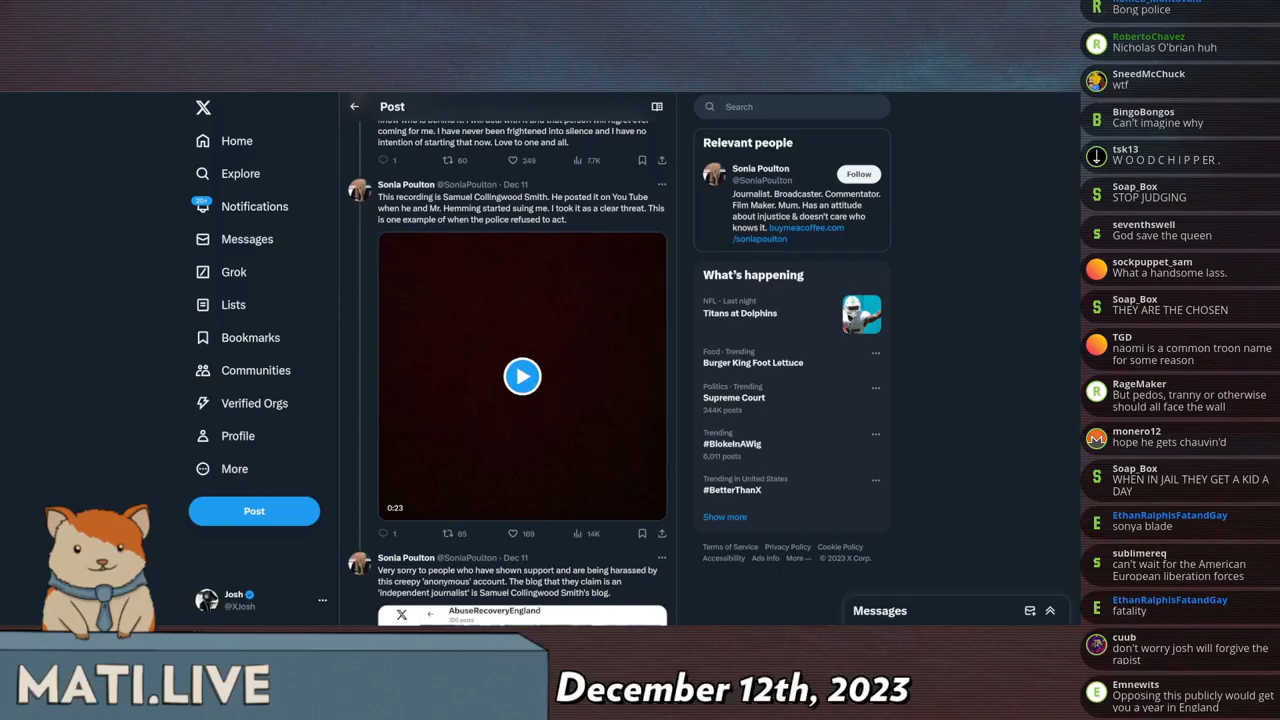 Home
Explore
20+
Notifications
Messages
Grok
Lists
Bookmarks
Communities
Verified Orgs
Profile
More
Post
Josh
@XJosh
Post
coming for me. I have never been frightened into silence and I have no
intention of starting that now. Love to one and all.
1 60 249 7.7K
Sonia Poulton @SoniaPoulton · Dec 11
This recording is Samuel Collingwood Smith. He posted it on You Tube
when he and Mr. Hemming started suing me. I took it as a clear threat. This
is one example of when the police refused to act.
0:23
1 85 169 14K
Sonia Poulton @SoniaPoulton · Dec 11
Very sorry to people who have shown support and are being harassed by
this creepy 'anonymous' account. The blog that they claim is an
'independent journalist' is Samuel Collingwood Smith's blog.
AbuseRecoveryEngland
320 posts
Search
Relevant people
Sonia Poulton
@SoniaPoulton
Follow
Journalist. Broadcaster. Commentator.
Film Maker. Mum. Has an attitude
about injustice & doesn't care who
knows it. buymeacoffee.com
/soniapoulton
What's happening
NFL · Last night
Titans at Dolphins
Food · Trending
Burger King Foot Lettuce
Politics · Trending
Supreme Court
244K posts
Trending
#BlokeInAWig
6,011 posts
Trending in United States
#BetterThanX
Show more
Terms of Service Privacy Policy Cookie Policy
Accessibility Ads info More ··· © 2023 X Corp.
Messages
Bong police
RobertoChavez
Nicholas O'brian huh
SneedMcChuck
wtf
BingoBongos
Can't imagine why
tsk13
W O O D C H I P P E R .
Soap_Box
STOP JUDGING
seventhswell
God save the queen
sockpuppet_sam
What a handsome lass.
Soap_Box
THEY ARE THE CHOSEN
TGD
naomi is a common troon name
for some reason
RageMaker
But pedos, tranny or otherwise
should all face the wall
monero12
hope he gets chauvin'd
Soap_Box
WHEN IN JAIL THEY GET A KID A
DAY
EthanRalphIsFatandGay
sonya blade
sublimereq
can't wait for the American
European liberation forces
EthanRalphIsFatandGay
fatality
cuub
don't worry josh will forgive the
rapist
Emnewits
Opposing this publicly would get
you a year in England
MATI.LIVE
December 12th, 2023